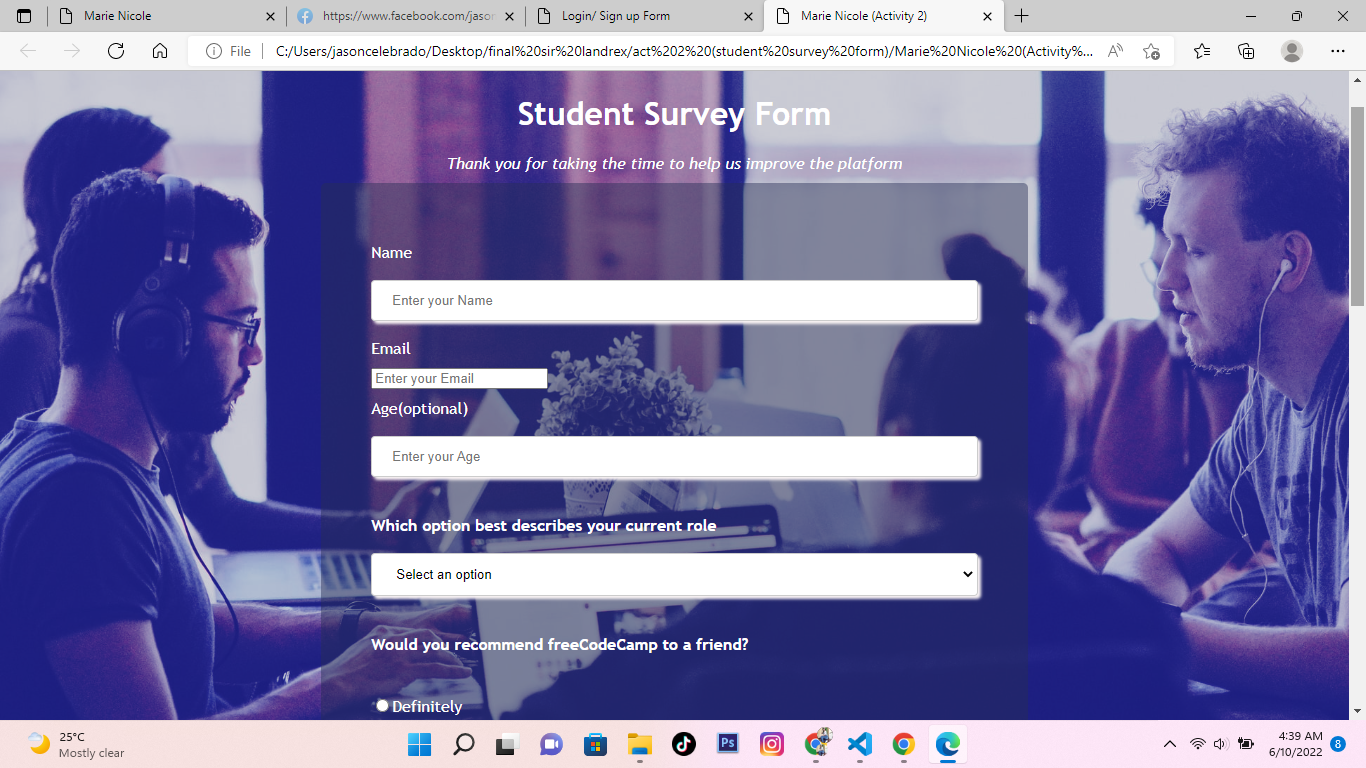 Marie Nicole
https://www.facebook.com/jason
Login/ Sign up Form
Marie Nicole (Activity 2)
File
C:/Users/jasoncelebrado/Desktop/final%20sir%20landrex/act%202%20(student%20survey%20form)/Marie%20Nicole%20(Activity%...
Student Survey Form
Thank you for taking the time to help us improve the platform
Name
Enter your Name
Email
Enter your Email
Age(optional)
Enter your Age
Which option best describes your current role
Select an option
Would you recommend freeCodeCamp to a friend?
Definitely
25°C
Mostly clear
Ps
4:39 AM
6/10/2022
8